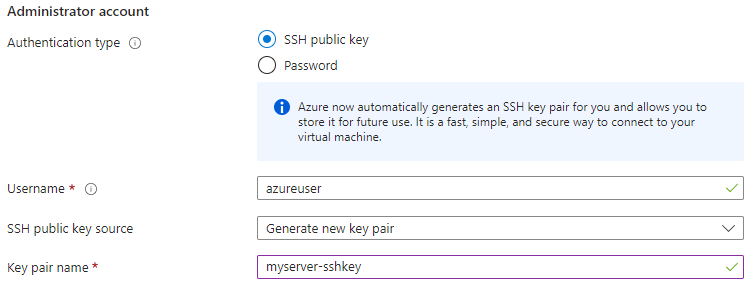 Administrator account
Authentication type
SSH public key
Password
Azure now automatically generates an SSH key pair for you and allows you to
store it for future use. It is a fast, simple, and secure way to connect to your
virtual machine.
Username *
azureuser
SSH public key source
Generate new key pair
Key pair name *
myserver-sshkey